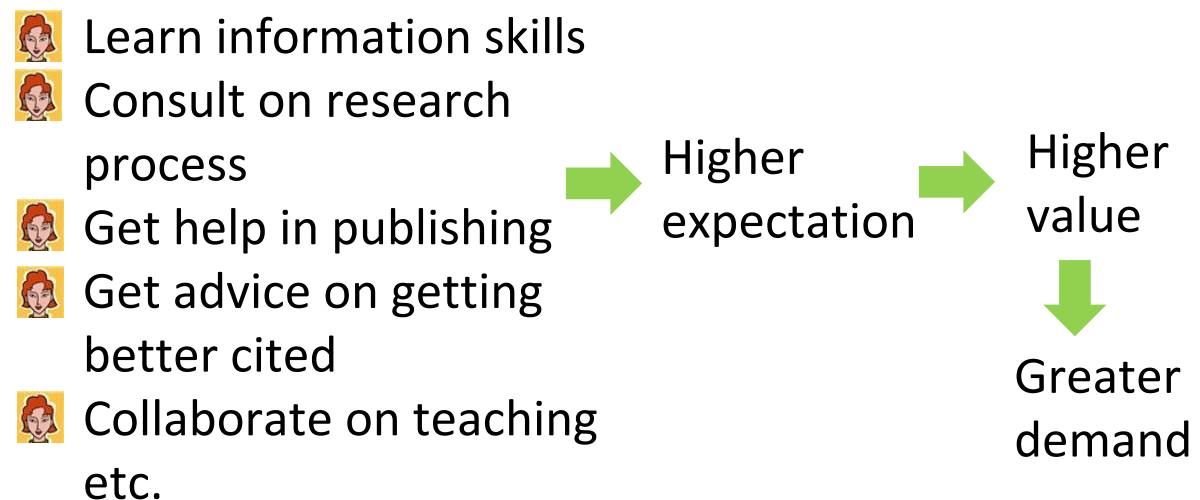 Learn information skills
Consult on research
process
Get help in publishing
Get advice on getting
better cited
Collaborate on teaching
etc.
Higher
expectation
Higher
value
Greater
demand